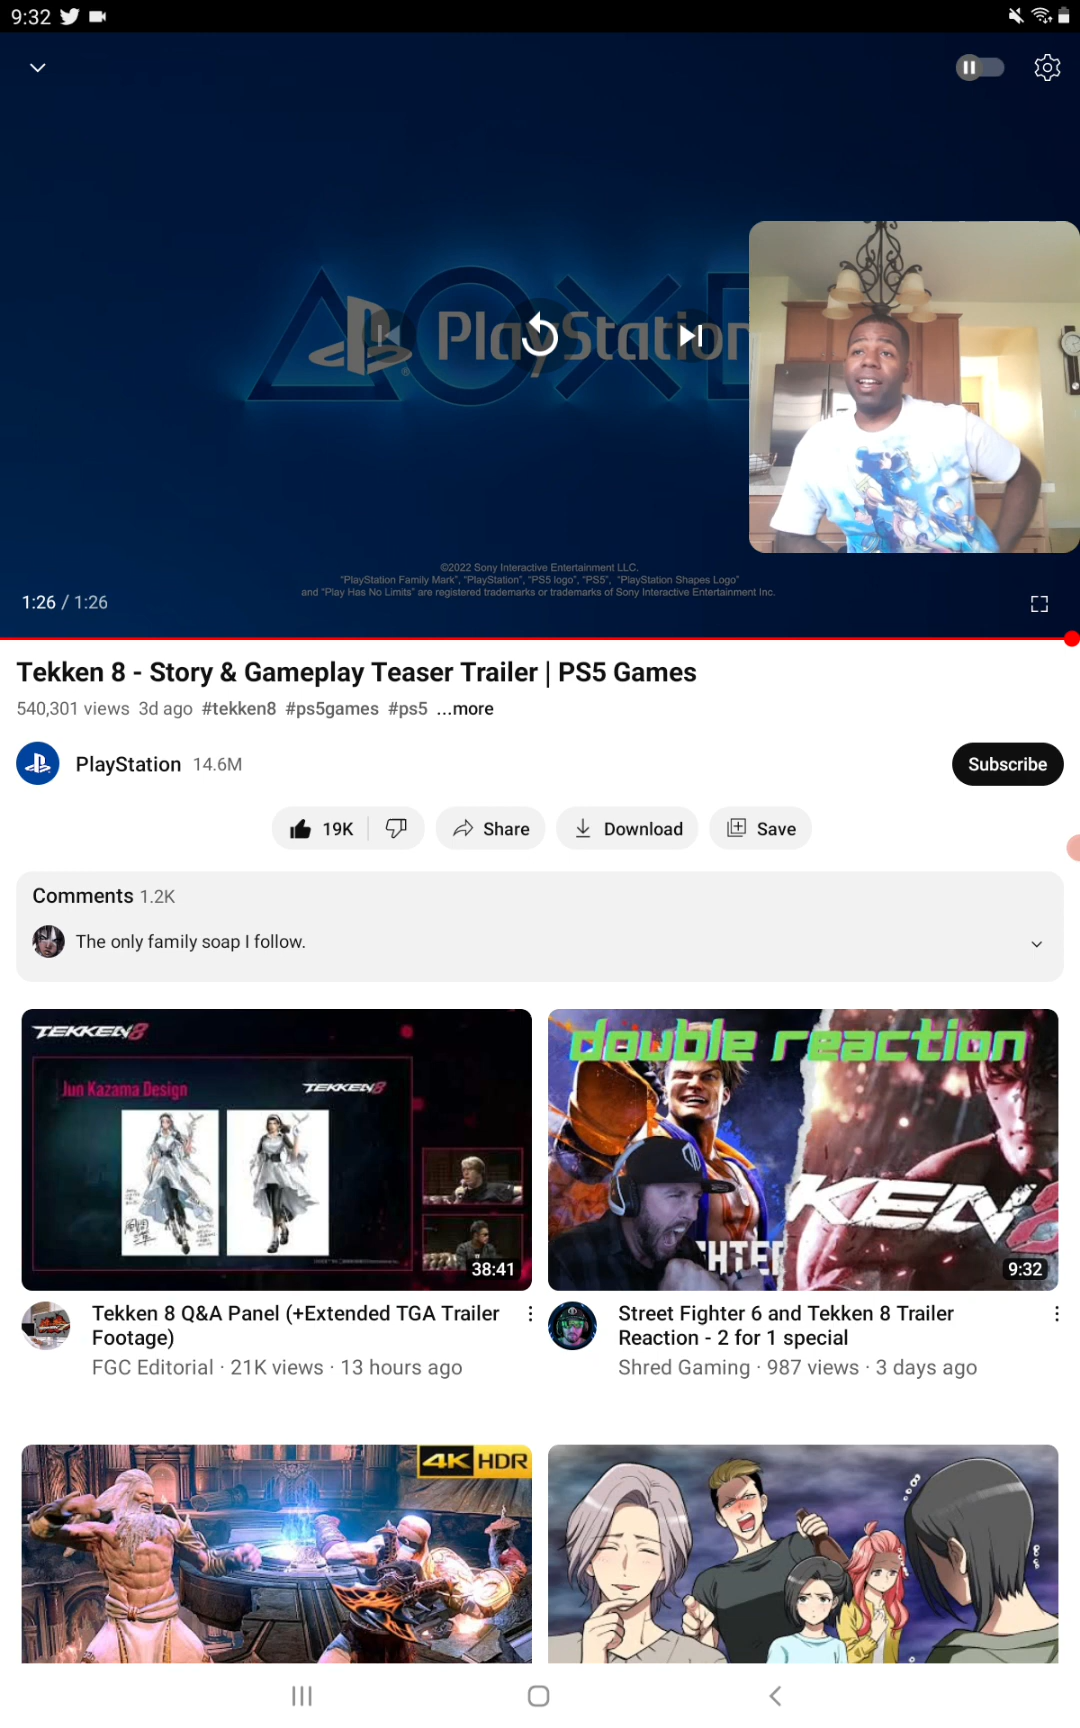 9:32
PlayStation
©2022 Sony Interactive Entertainment LLC.
"PlayStation Family Mark", "PlayStation", "PS5 logo", "PS5", "PlayStation Shapes Logo"
and "Play Has No Limits" are registered trademarks or trademarks of Sony Interactive Entertainment Inc.
1:26 / 1:26
Tekken 8 - Story & Gameplay Teaser Trailer | PS5 Games
540,301 views 3d ago #tekken8 #ps5games #ps5 ...more
PlayStation 14.6M
Subscribe
19K
Share
Download
Save
Comments 1.2K
The only family soap I follow.
TEKKEN8
Jun Kazama Design
TEKKEN8
38:41
double reaction
KEN8
HTER
9:32
Tekken 8 Q&A Panel (+Extended TGA Trailer
Footage)
FGC Editorial · 21K views · 13 hours ago
Street Fighter 6 and Tekken 8 Trailer
Reaction - 2 for 1 special
Shred Gaming · 987 views · 3 days ago
4K HDR